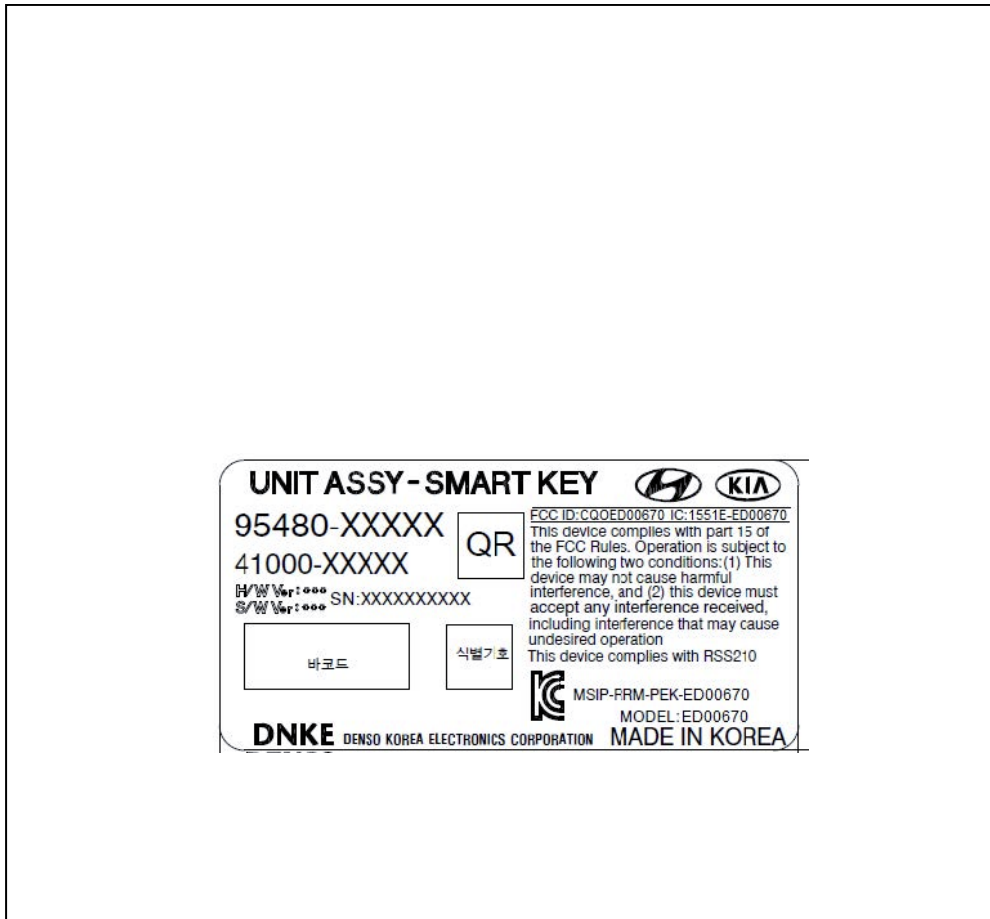 UNIT ASSY-SMART KEY
KIA
95480-XXXXX
QR
41000-XXXXX
H/W Ver:***
S/W Ver:***
SN:XXXXXXXXXX
바코드
식별기호
FCC ID:CQOED00670 IC:1551E-ED00670
This device complies with part 15 of
the FCC Rules. Operation is subject to
the following two conditions:(1) This
device may not cause harmful
interference, and (2) this device must
accept any interference received,
including interference that may cause
undesired operation
This device complies with RSS210
MSIP-RRM-PEK-ED00670
MODEL:ED00670
DNKE DENSO KOREA ELECTRONICS CORPORATION MADE IN KOREA